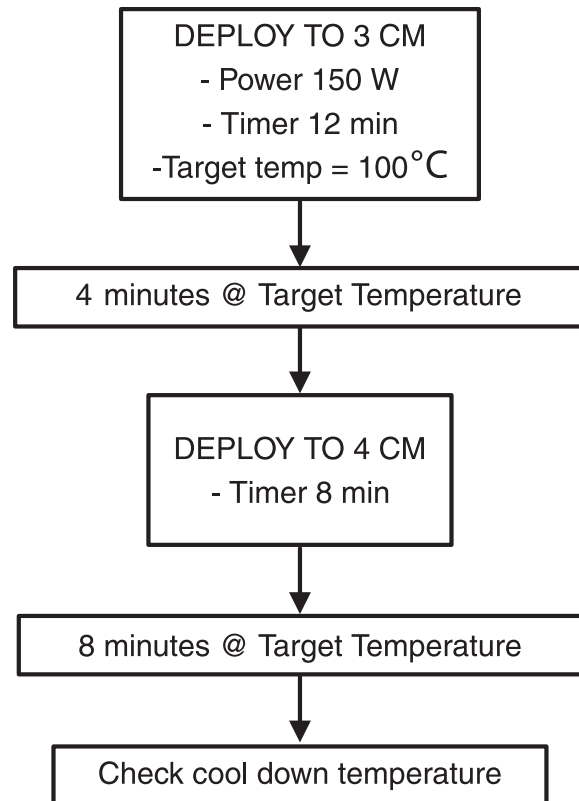 DEPLOY TO 3 CM
- Power 150 W
- Timer 12 min
-Target temp = 100°C
4 minutes @ Target Temperature
DEPLOY TO 4 CM
- Timer 8 min
8 minutes @ Target Temperature
Check cool down temperature